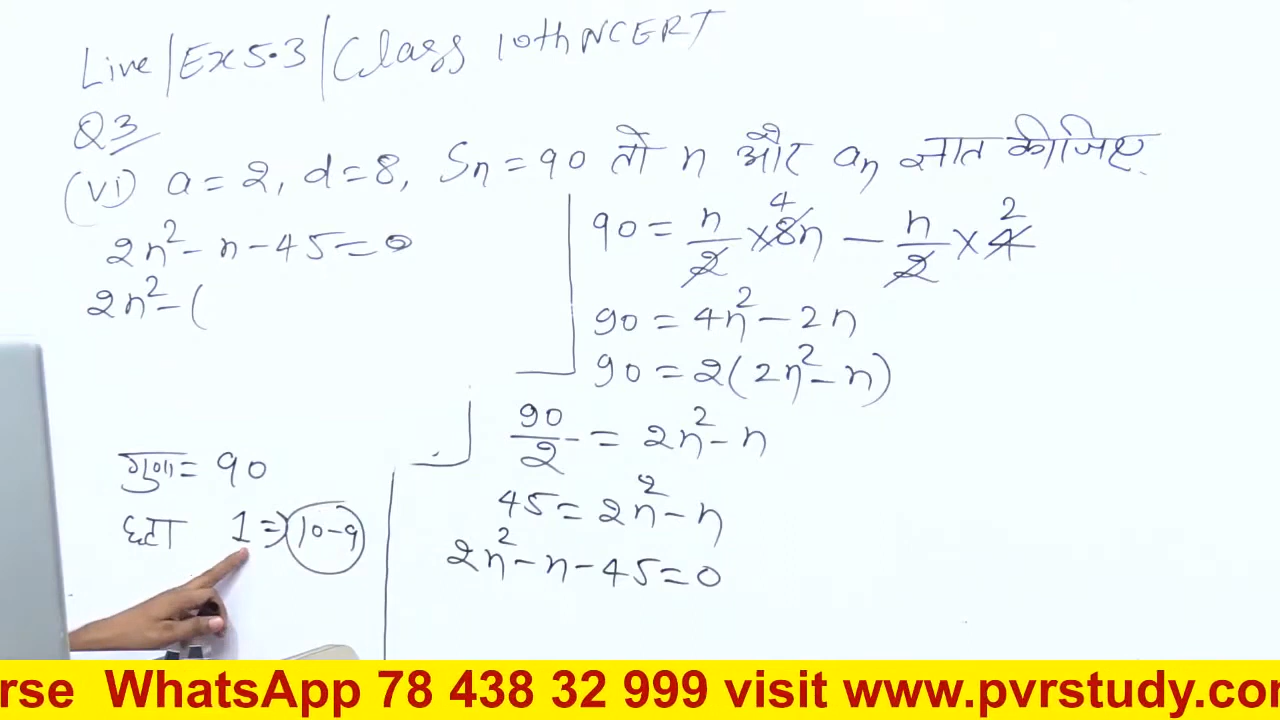 Live/Ex 5.3/Class 10th NCERT
Q3
(vi) a = 2, d = 8, Sn = 90 तो n और an ज्ञात कीजिए.
2n² - n - 45 = 0
2n² - (
गुणा = 90
घटा 1 ⇒ 10-9
90 = n/2 × 8n - n/2 × 4
4 2
90 = 4n² - 2n
90 = 2(2n² - n)
90/2 = 2n² - n
45 = 2n² - n
2n² - n - 45 = 0
rse WhatsApp 78 438 32 999 visit www.pvrstudy.co